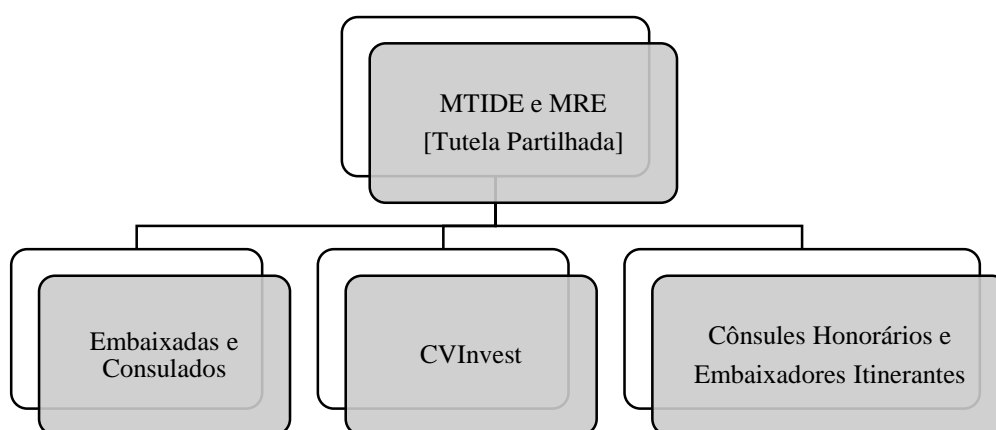 MTIDE e MRE
[Tutela Partilhada]
Embaixadas e
Consulados
CVInvest
Cônsules Honorários e
Embaixadores Itinerantes